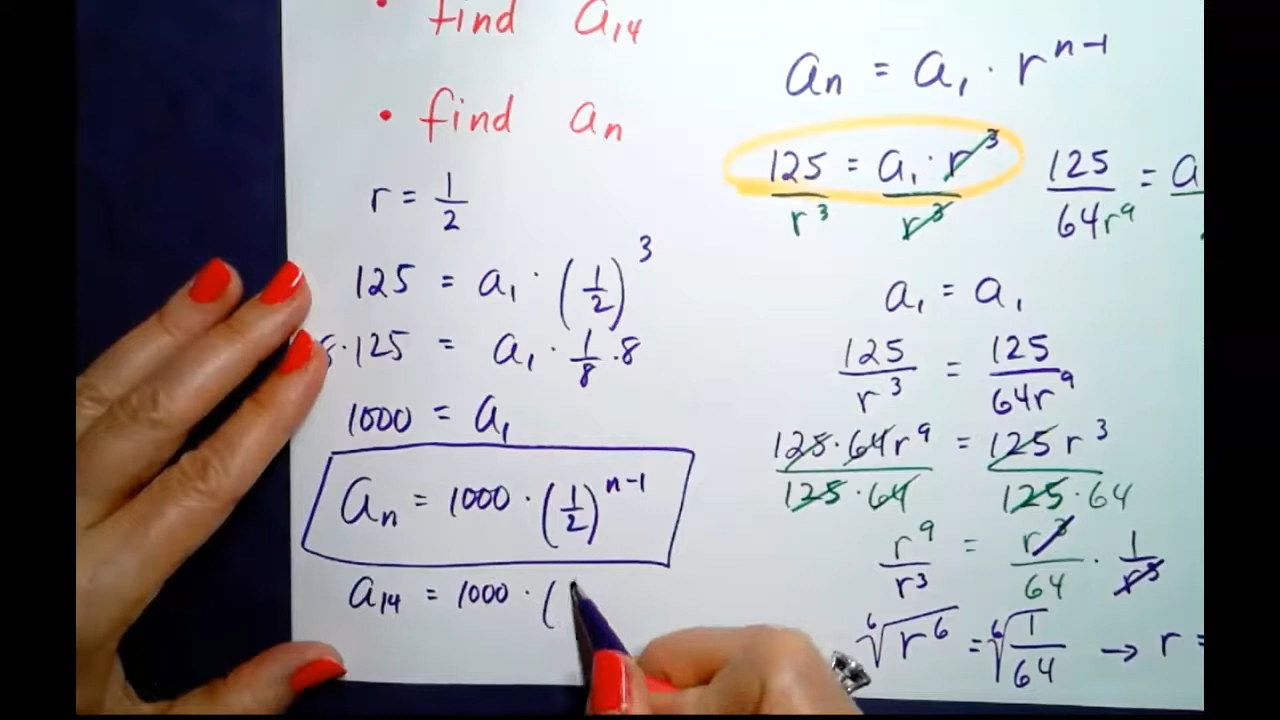 • find a₁₄
• find aₙ
r = 1/2
125 = a₁ · (1/2)³
8·125 = a₁ · 1/8 · 8
1000 = a₁
aₙ = 1000 · (1/2)ⁿ⁻¹
a₁₄ = 1000 · (
aₙ = a₁ · rⁿ⁻¹
125/r³ = a₁ · r³/r³
125/64r⁹ = a
a₁ = a₁
125/r³ = 125/64r⁹
125·64r⁹/125·64 = 125r³/125·64
r⁹/r³ = r³/64 · 1/r³
⁶√r⁶ = ⁶√1/64 → r =